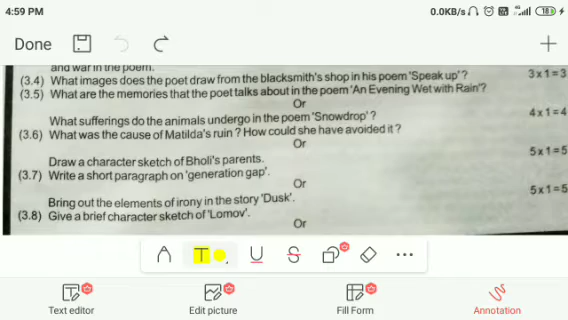 4:59 PM
0.0KB/s
18
Done
and war in the poem.
(3.4) What images does the poet draw from the blacksmith's shop in his poem 'Speak up'?
3 x 1 = 3
(3.5) What are the memories that the poet talks about in the poem 'An Evening Wet with Rain'?
Or
What sufferings do the animals undergo in the poem 'Snowdrop'?
4 x 1 = 4
(3.6) What was the cause of Matilda's ruin? How could she have avoided it?
Or
Draw a character sketch of Bholi's parents.
5 x 1 = 5
(3.7) Write a short paragraph on 'generation gap'.
Or
Bring out the elements of irony in the story 'Dusk'.
5 x 1 = 5
(3.8) Give a brief character sketch of 'Lomov'.
Or
Text editor
Edit picture
Fill Form
Annotation